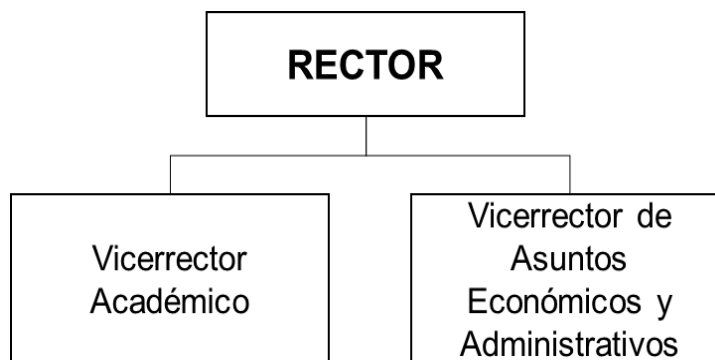 RECTOR
Vicerrector
Académico
Vicerrector de
Asuntos
Económicos y
Administrativos